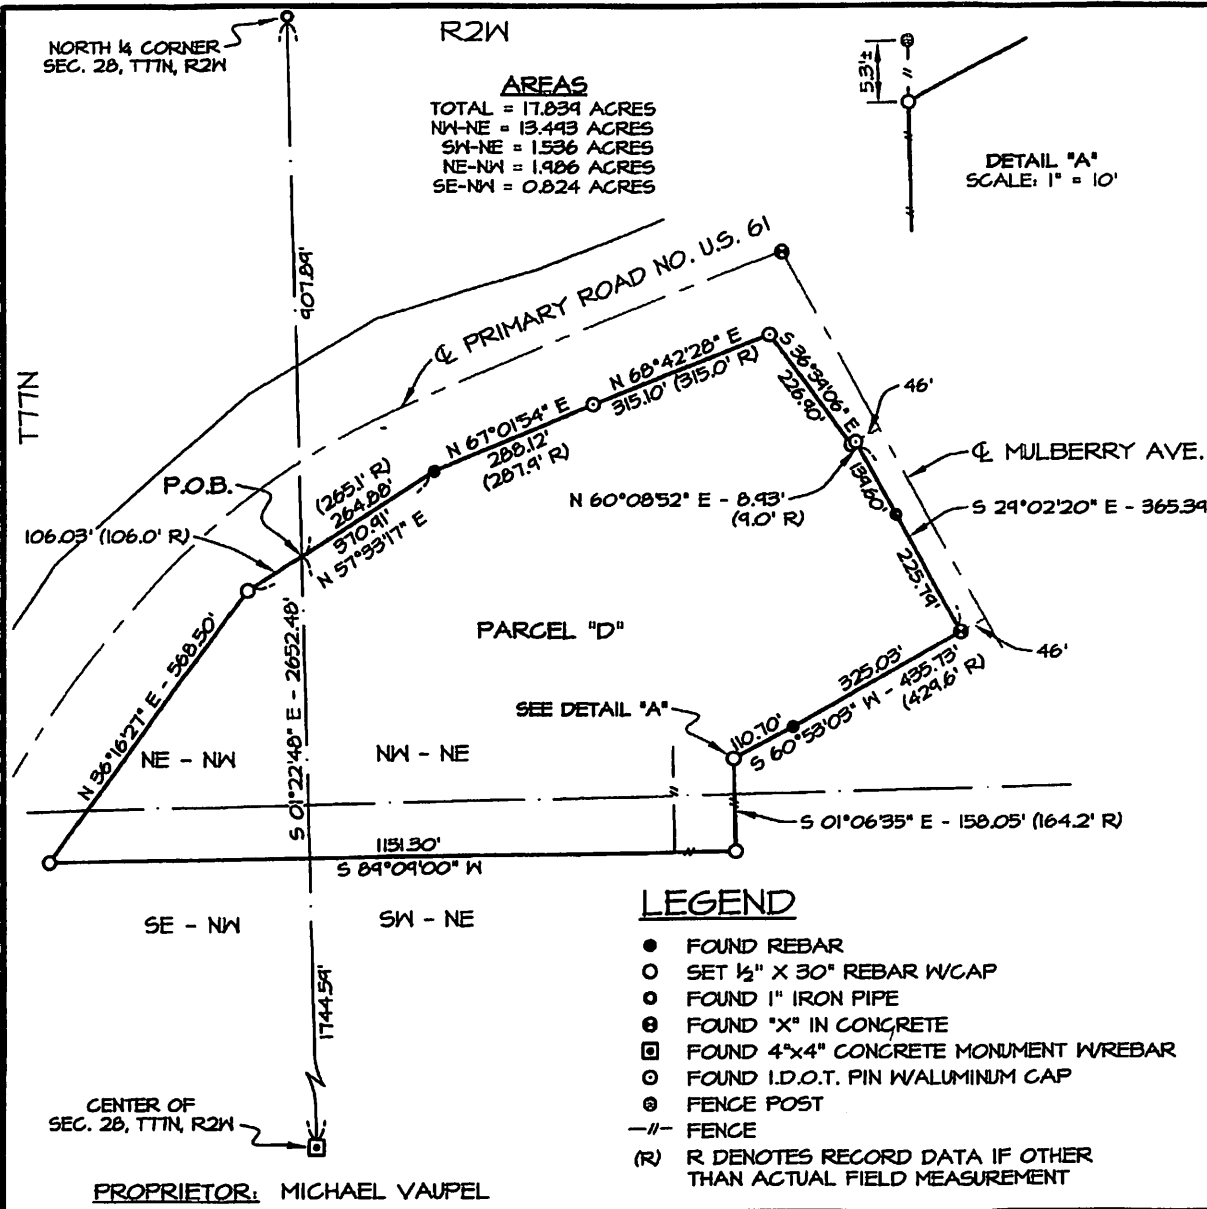 R2W
NORTH ¼ CORNER
SEC. 28, T77N, R2W
AREAS
TOTAL = 17.839 ACRES
NW-NE = 13.493 ACRES
SW-NE = 1.536 ACRES
NE-NW = 1.986 ACRES
SE-NW = 0.824 ACRES
5.3'±
DETAIL "A"
SCALE: 1" = 10'
907.89'
T77N
℄ PRIMARY ROAD NO. U.S. 61
N 68°42'28" E
315.10' (315.0' R)
S 36°34'06" E
226.90'
46'
℄ MULBERRY AVE.
N 67°01'54" E
288.12'
(287.9' R)
P.O.B.
(265.1' R)
264.88'
370.91'
N 57°33'17" E
106.03' (106.0' R)
N 60°08'52" E - 8.93'
(9.0' R)
139.60'
S 29°02'20" E - 365.39
225.79'
N 36°16'27" E - 568.50'
S 01°22'48" E - 2652.48'
PARCEL "D"
46'
325.03'
S 60°53'03" W - 435.73'
(429.6' R)
110.70'
SEE DETAIL "A"
NE - NW
NW - NE
S 01°06'35" E - 158.05' (164.2' R)
1151.30'
S 89°09'00" W
SE - NW
SW - NE
1744.59'
LEGEND
FOUND REBAR
SET ½" X 30" REBAR W/CAP
FOUND 1" IRON PIPE
FOUND "X" IN CONCRETE
FOUND 4"x4" CONCRETE MONUMENT W/REBAR
FOUND I.D.O.T. PIN W/ALUMINUM CAP
FENCE POST
—//— FENCE
(R) R DENOTES RECORD DATA IF OTHER
THAN ACTUAL FIELD MEASUREMENT
CENTER OF
SEC. 28, T77N, R2W
PROPRIETOR: MICHAEL VAUPEL